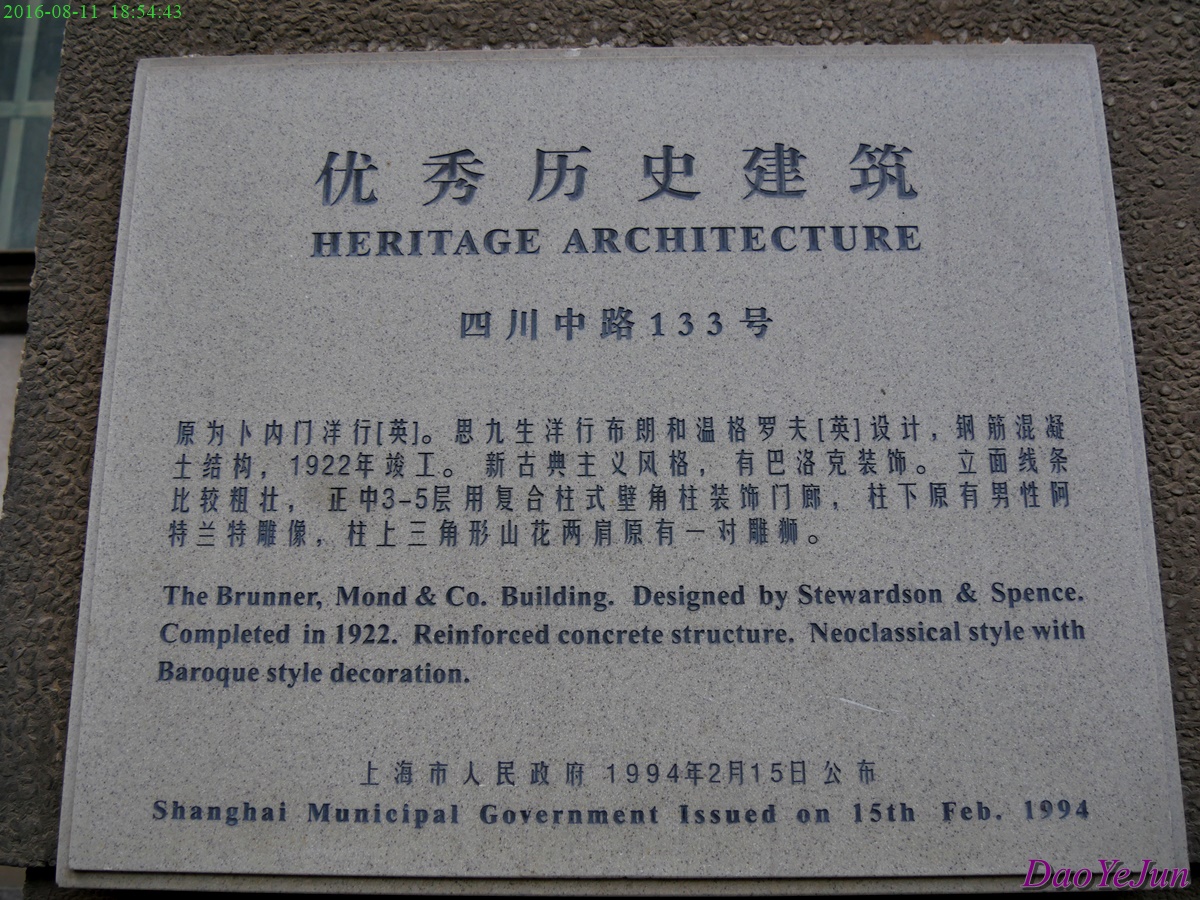 2016-08-11 18:54:43
优秀历史建筑
HERITAGE ARCHITECTURE
四川中路133号
原为卜内门洋行[英]。思九生洋行布朗和温格罗夫[英]设计，钢筋混凝
土结构，1922年竣工。新古典主义风格，有巴洛克装饰。立面线条
比较粗壮，正中3-5层用复合柱式壁角柱装饰门廊，柱下原有男性阿
特兰特雕像，柱上三角形山花两肩原有一对雕狮。
The Brunner, Mond & Co. Building. Designed by Stewardson & Spence.
Completed in 1922. Reinforced concrete structure. Neoclassical style with
Baroque style decoration.
上海市人民政府 1994年2月15日公布
Shanghai Municipal Government Issued on 15th Feb. 1994
DaoYeJun